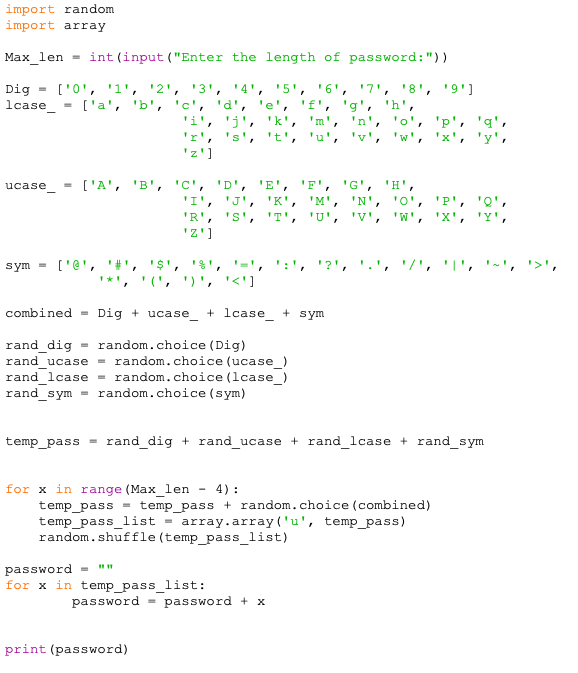 import random
import array
Max_len = int(input("Enter the length of password:"))
Dig = ['0', '1', '2', '3', '4', '5', '6', '7', '8', '9']
lcase_ = ['a', 'b', 'c', 'd', 'e', 'f', 'g', 'h',
'i', 'j', 'k', 'm', 'n', 'o', 'p', 'q',
'r', 's', 't', 'u', 'v', 'w', 'x', 'y',
'z']
ucase_ = ['A', 'B', 'C', 'D', 'E', 'F', 'G', 'H',
'I', 'J', 'K', 'M', 'N', 'O', 'P', 'Q',
'R', 'S', 'T', 'U', 'V', 'W', 'X', 'Y',
'Z']
sym = ['@', '#', '$', '%', '=', ':', '?', '.', '/', '|', '~', '>',
'*', '(', ')', '<']
combined = Dig + ucase_ + lcase_ + sym
rand_dig = random.choice(Dig)
rand_ucase = random.choice(ucase_)
rand_lcase = random.choice(lcase_)
rand_sym = random.choice(sym)
temp_pass = rand_dig + rand_ucase + rand_lcase + rand_sym
for x in range(Max_len - 4):
temp_pass = temp_pass + random.choice(combined)
temp_pass_list = array.array('u', temp_pass)
random.shuffle(temp_pass_list)
password = ""
for x in temp_pass_list:
password = password + x
print(password)